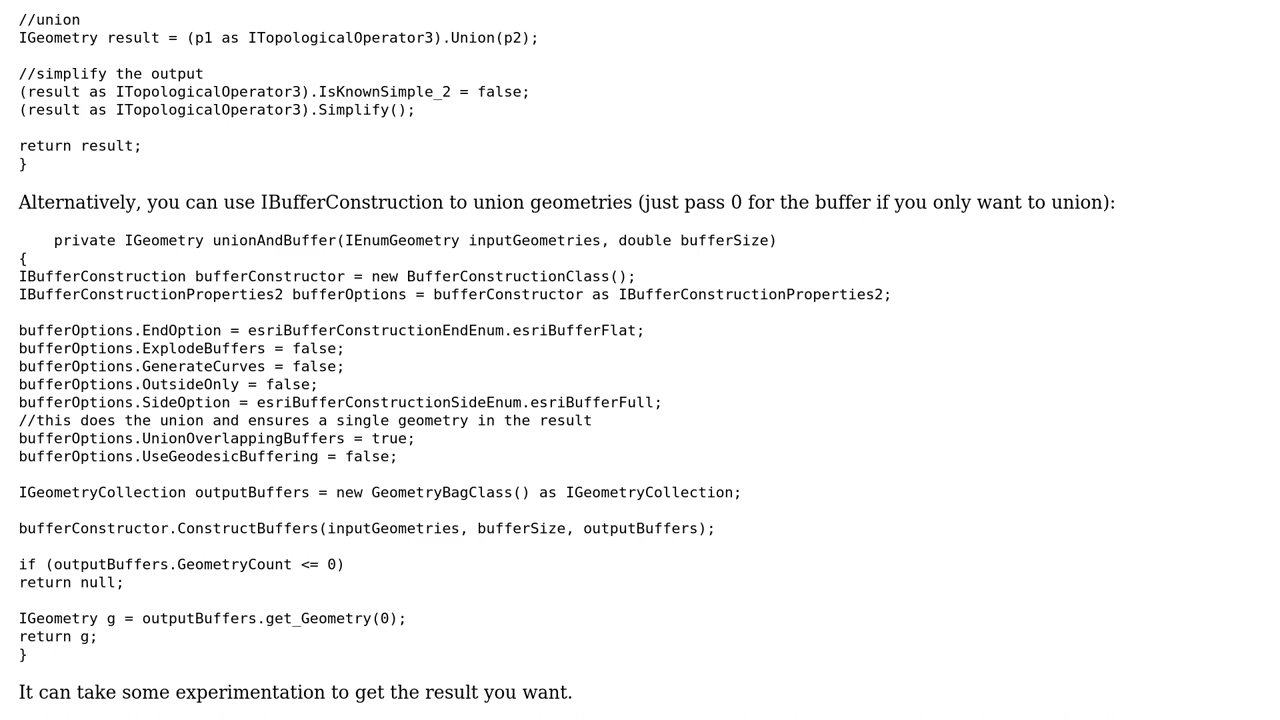 //union
IGeometry result = (p1 as ITopologicalOperator3).Union(p2);
//simplify the output
(result as ITopologicalOperator3).IsKnownSimple_2 = false;
(result as ITopologicalOperator3).Simplify();
return result;
}
Alternatively, you can use IBufferConstruction to union geometries (just pass 0 for the buffer if you only want to union):
private IGeometry unionAndBuffer(IEnumGeometry inputGeometries, double bufferSize)
{
IBufferConstruction bufferConstructor = new BufferConstructionClass();
IBufferConstructionProperties2 bufferOptions = bufferConstructor as IBufferConstructionProperties2;
bufferOptions.EndOption = esriBufferConstructionEndEnum.esriBufferFlat;
bufferOptions.ExplodeBuffers = false;
bufferOptions.GenerateCurves = false;
bufferOptions.OutsideOnly = false;
bufferOptions.SideOption = esriBufferConstructionSideEnum.esriBufferFull;
//this does the union and ensures a single geometry in the result
bufferOptions.UnionOverlappingBuffers = true;
bufferOptions.UseGeodesicBuffering = false;
IGeometryCollection outputBuffers = new GeometryBagClass() as IGeometryCollection;
bufferConstructor.ConstructBuffers(inputGeometries, bufferSize, outputBuffers);
if (outputBuffers.GeometryCount <= 0)
return null;
IGeometry g = outputBuffers.get_Geometry(0);
return g;
}
It can take some experimentation to get the result you want.